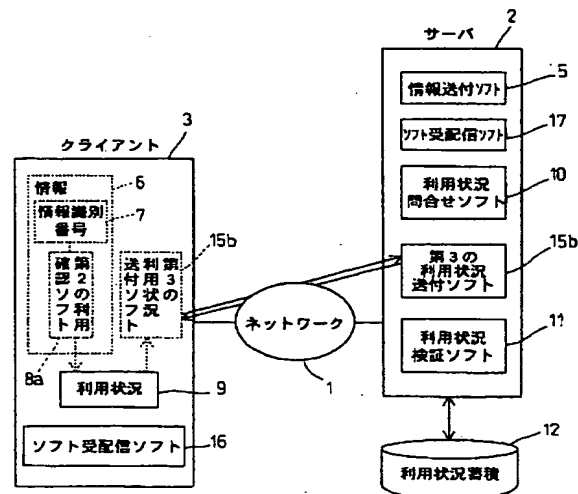 2
サーバ
5
情報送付ソフト
17
ソフト受配信ソフト
10
利用状況
問合せソフト
15b
第3の
利用状況
送付ソフト
11
利用状況
検証ソフト
12
利用状況蓄積
3
クライアント
情報
6
情報識別
番号
7
15b
第2の利用
確認ソフト
8a
第3の
利用状況
送付ソフト
利用状況
9
ソフト受配信ソフト
16
ネットワーク
1